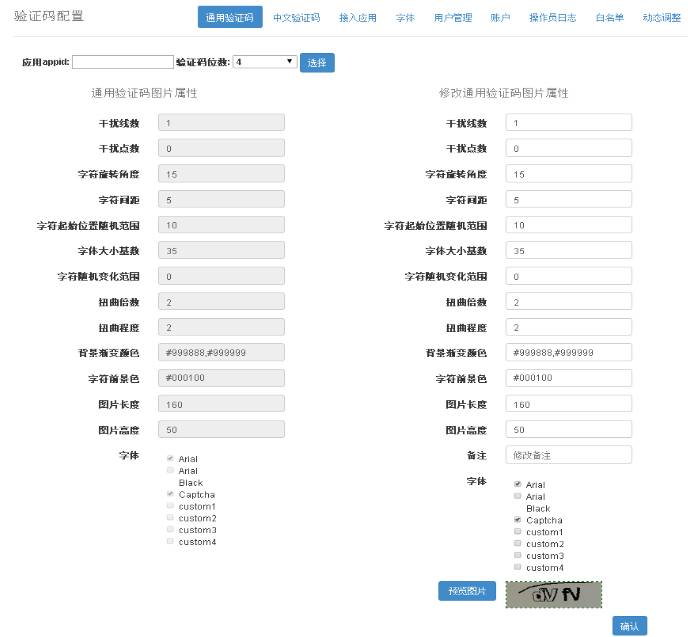 验证码配置 通用验证码 中文验证码 接入应用 字体 用户管理 账户 操作员日志 白名单 动态调整
应用appid: 验证码位数: 4 选择
通用验证码图片属性 修改通用验证码图片属性
干扰线数 1 干扰线数 1
干扰点数 0 干扰点数 0
字符旋转角度 15 字符旋转角度 15
字符间距 5 字符间距 5
字符起始位置随机范围 10 字符起始位置随机范围 10
字体大小基数 35 字体大小基数 35
字符随机变化范围 0 字符随机变化范围 0
扭曲倍数 2 扭曲倍数 2
扭曲程度 2 扭曲程度 2
背景渐变颜色 #999888,#999999 背景渐变颜色 #999888,#999999
字符前景色 #000100 字符前景色 #000100
图片长度 160 图片长度 160
图片高度 50 图片高度 50
字体 Arial 备注 修改备注
Arial 字体 Arial
Black Arial
Captcha Black
custom1 Captcha
custom2 custom1
custom3 custom2
custom4 custom3
custom4
预览图片
确认